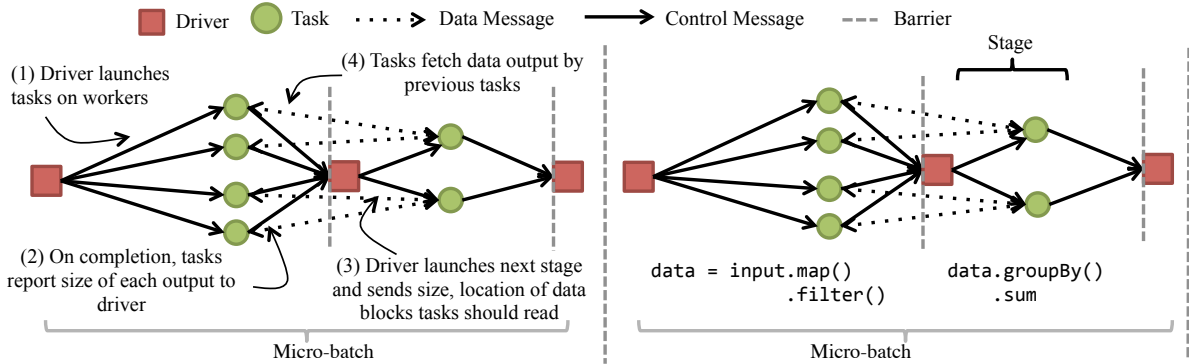 Driver Task Data Message Control Message Barrier
(1) Driver launches
tasks on workers
(4) Tasks fetch data output by
previous tasks
(2) On completion, tasks
report size of each output to
driver
(3) Driver launches next stage
and sends size, location of data
blocks tasks should read
Micro-batch
Stage
data = input.map()
.filter()
data.groupBy()
.sum
Micro-batch